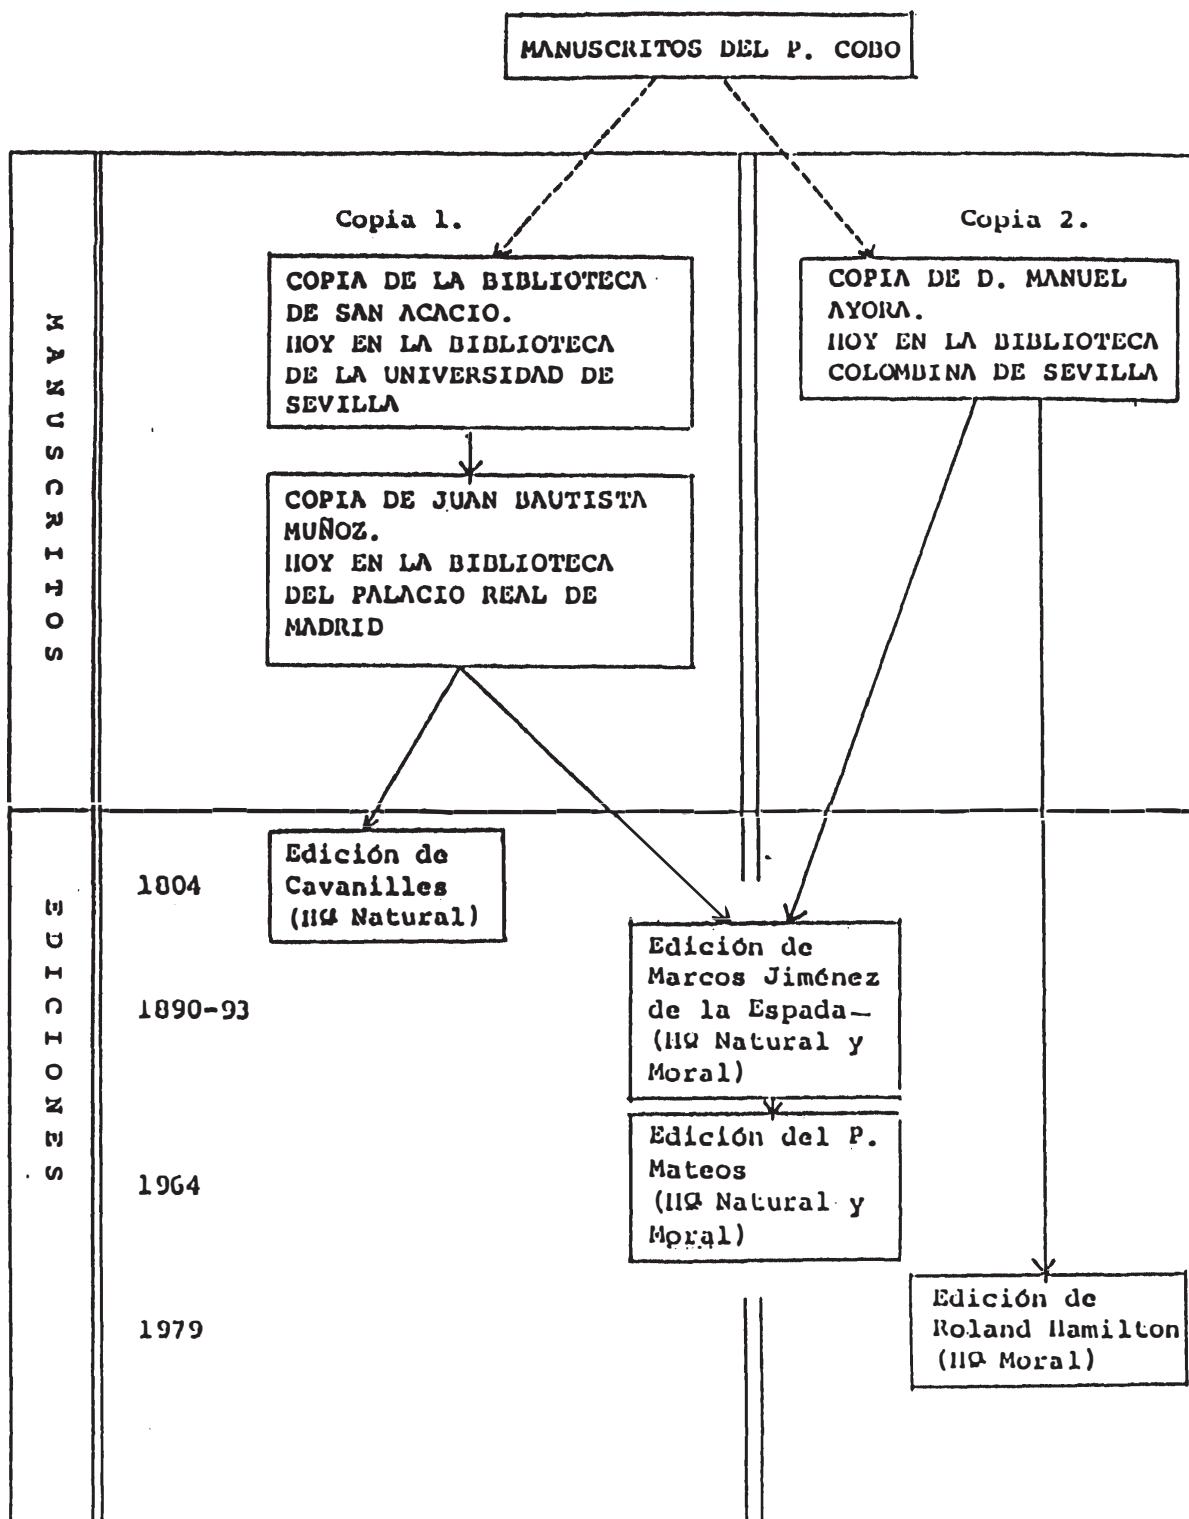 MANUSCRITOS DEL P. COBO
Copia 1.
Copia 2.
COPIA DE LA BIBLIOTECA
DE SAN ACACIO.
HOY EN LA BIBLIOTECA
DE LA UNIVERSIDAD DE
SEVILLA
COPIA DE D. MANUEL
AYORA.
HOY EN LA BIBLIOTECA
COLOMBINA DE SEVILLA
MANUSCRITOS
COPIA DE JUAN BAUTISTA
MUÑOZ.
HOY EN LA BIBLIOTECA
DEL PALACIO REAL DE
MADRID
EDICIONES
1804
Edición de
Cavanilles
(Hª Natural)
1890-93
Edición de
Marcos Jiménez
de la Espada
(Hª Natural y
Moral)
1964
Edición del P.
Mateos
(Hª Natural y
Moral)
1979
Edición de
Roland Hamilton
(Hª Moral)